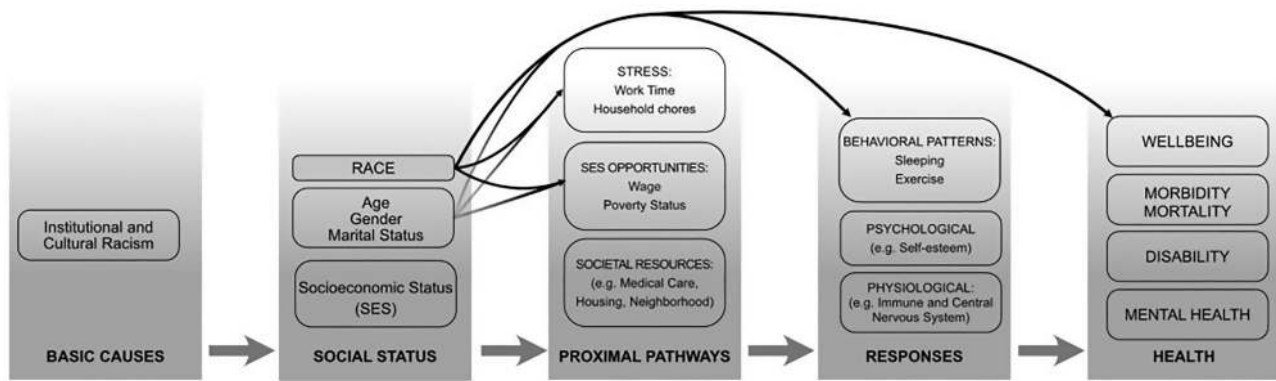 Institutional and
Cultural Racism
BASIC CAUSES
RACE
Age
Gender
Marital Status
Socioeconomic Status
(SES)
SOCIAL STATUS
STRESS:
Work Time
Household chores
SES OPPORTUNITIES:
Wage
Poverty Status
SOCIETAL RESOURCES:
(e.g. Medical Care,
Housing, Neighborhood)
PROXIMAL PATHWAYS
BEHAVIORAL PATTERNS:
Sleeping
Exercise
PSYCHOLOGICAL
(e.g. Self-esteem)
PHYSIOLOGICAL:
(e.g. Immune and Central
Nervous System)
RESPONSES
WELLBEING
MORBIDITY
MORTALITY
DISABILITY
MENTAL HEALTH
HEALTH